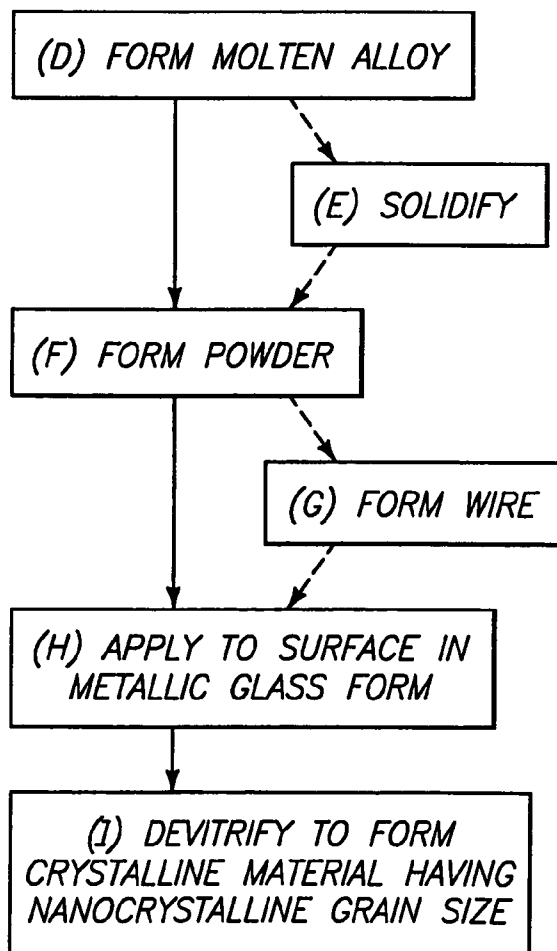 (D) FORM MOLTEN ALLOY
(E) SOLIDIFY
(F) FORM POWDER
(G) FORM WIRE
(H) APPLY TO SURFACE IN
METALLIC GLASS FORM
(I) DEVITRIFY TO FORM
CRYSTALLINE MATERIAL HAVING
NANOCRYSTALLINE GRAIN SIZE